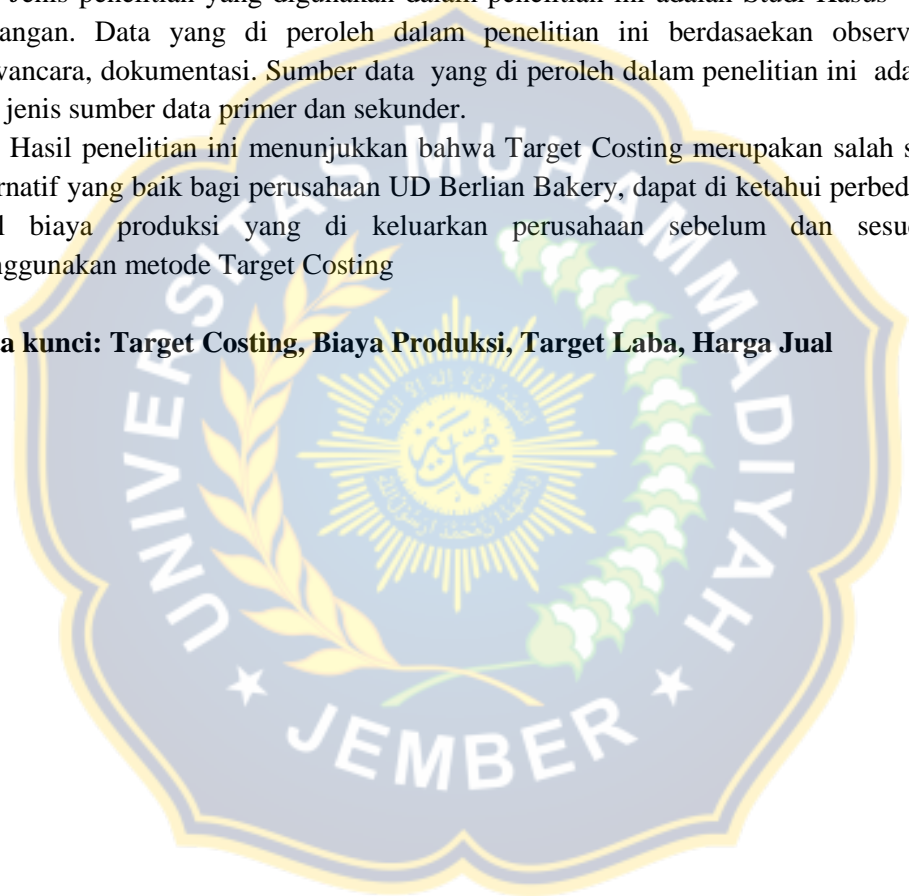 Jenis penelitian yang digunakan dalam penelitian ini adalah Studi Kasus
angan. Data yang di peroleh dalam penelitian ini berdasaekan observ
vancara, dokumentasi. Sumber data yang di peroleh dalam penelitian ini ada
jenis sumber data primer dan sekunder.
Hasil penelitian ini menunjukkan bahwa Target Costing merupakan salah s
ernatif yang baik bagi perusahaan UD Berlian Bakery, dapat di ketahui perbed
l biaya produksi yang di keluarkan perusahaan sebelum dan sesu
nggunakan metode Target Costing
a kunci: Target Costing, Biaya Produksi, Target Laba, Harga Jual
UNIVERSITAS MUHAMMADIYAH
JEMBER